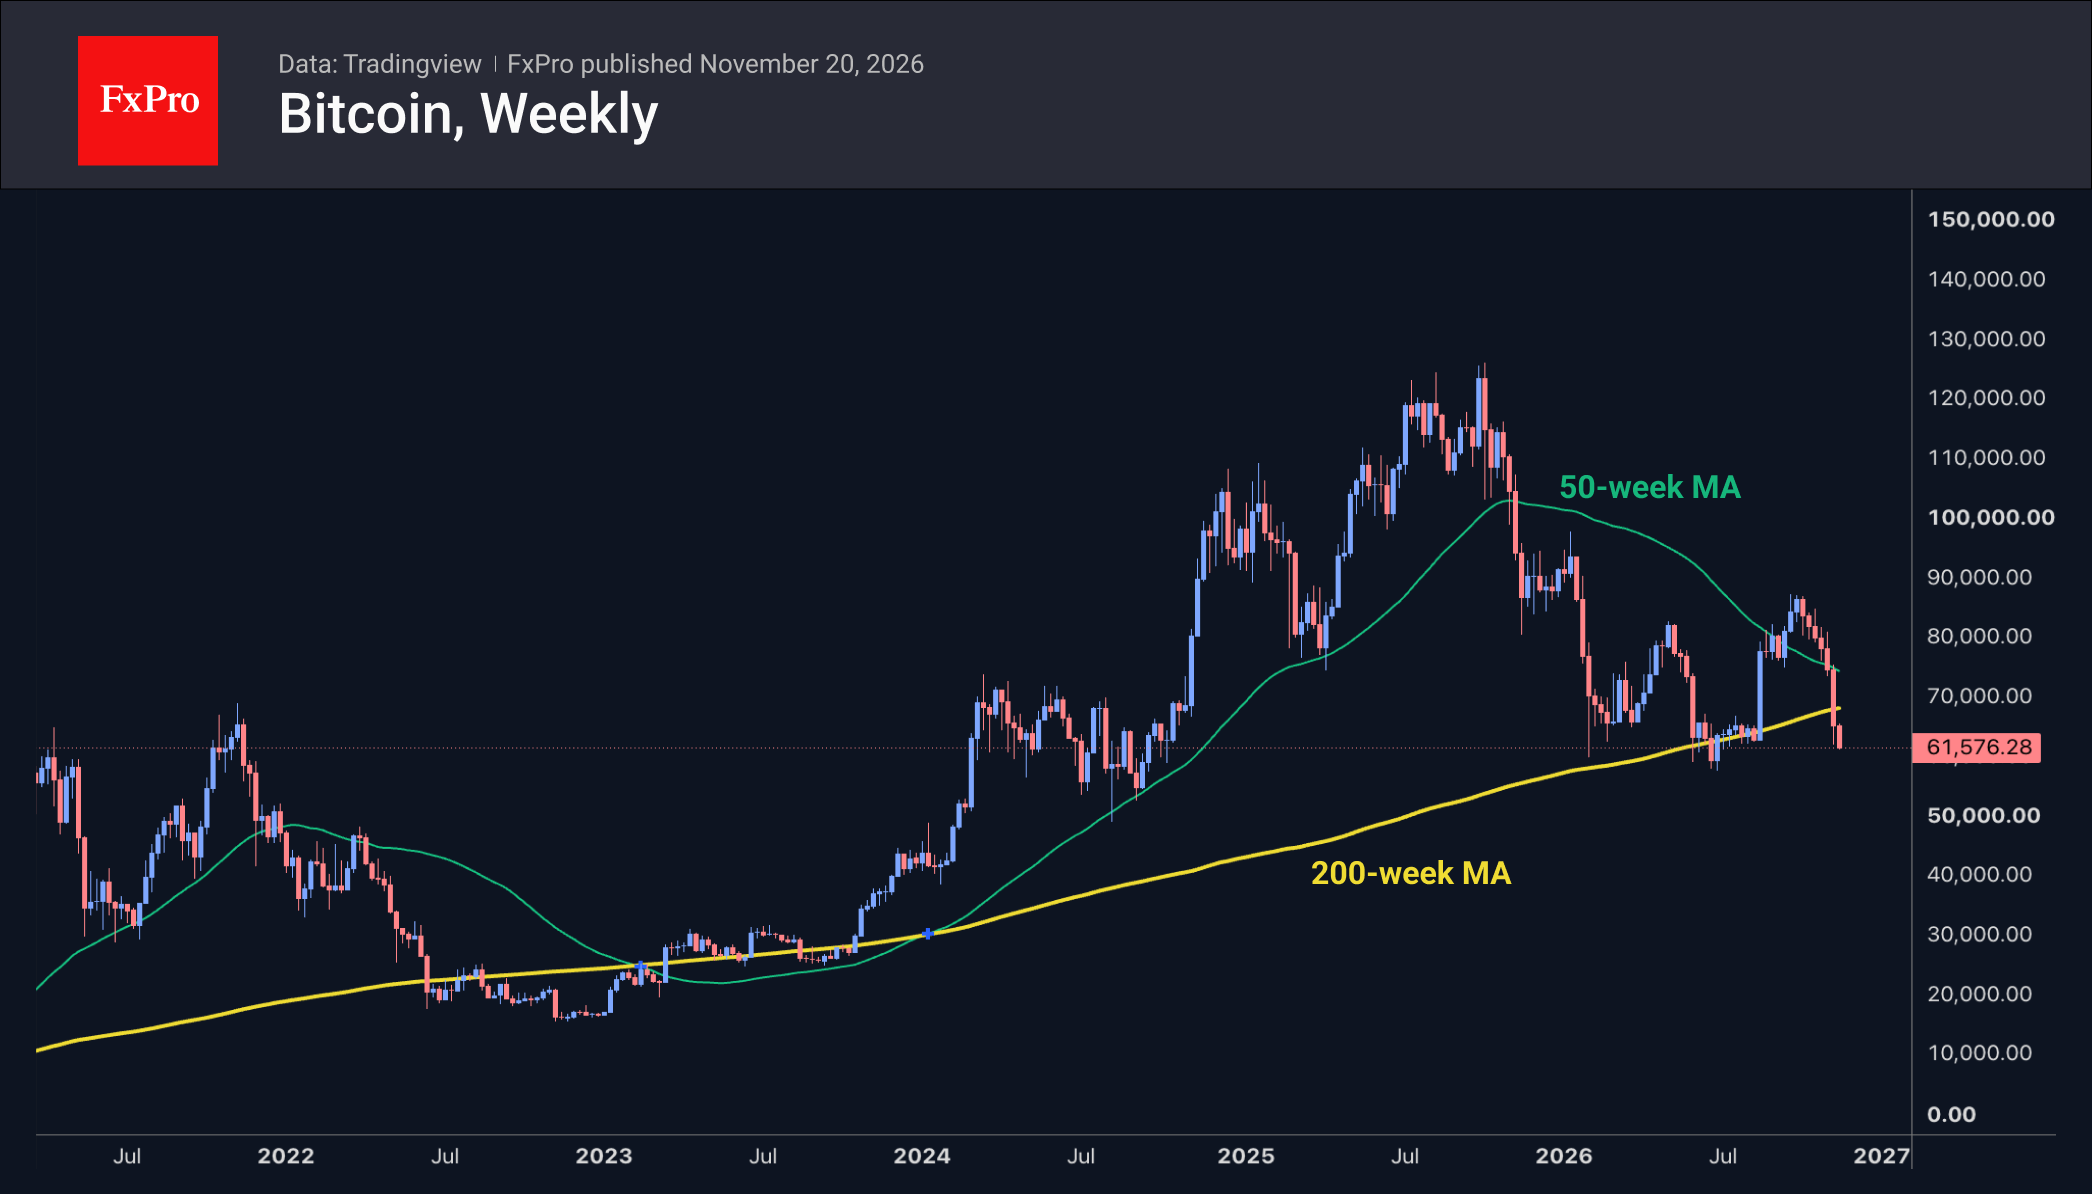 FxPro
Data: Tradingview | FxPro published November 20, 2026
Bitcoin, Weekly
150,000.00
140,000.00
130,000.00
120,000.00
110,000.00
50-week MA
100,000.00
90,000.00
80,000.00
70,000.00
61,576.28
50,000.00
200-week MA
40,000.00
30,000.00
20,000.00
10,000.00
0.00
Jul 2022 Jul 2023 Jul 2024 Jul 2025 Jul 2026 Jul 2027